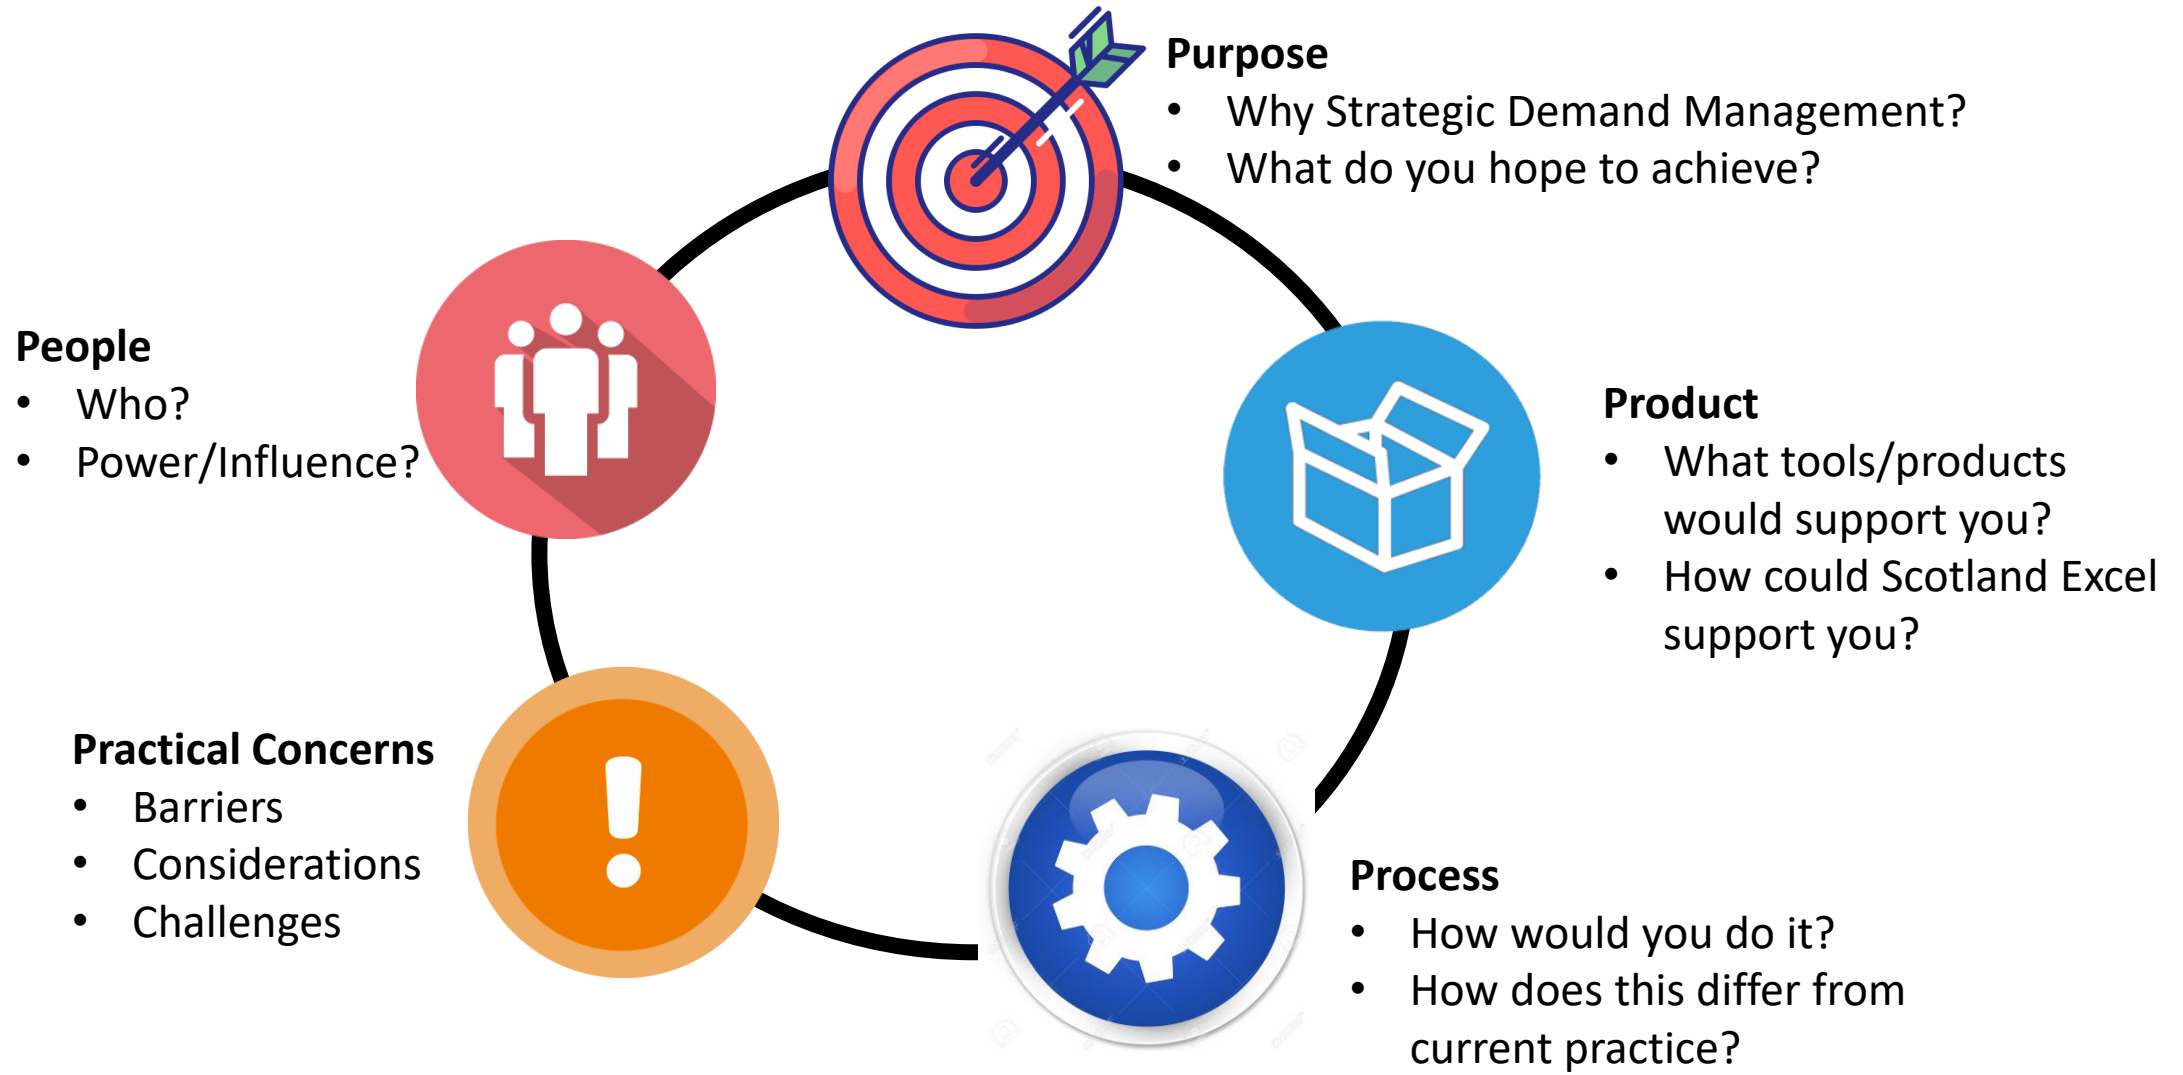 Purpose
• Why Strategic Demand Management?
• What do you hope to achieve?
People
• Who?
• Power/Influence?
Product
• What tools/products
would support you?
• How could Scotland Excel
support you?
Practical Concerns
• Barriers
• Considerations
• Challenges
Process
• How would you do it?
• How does this differ from
current practice?